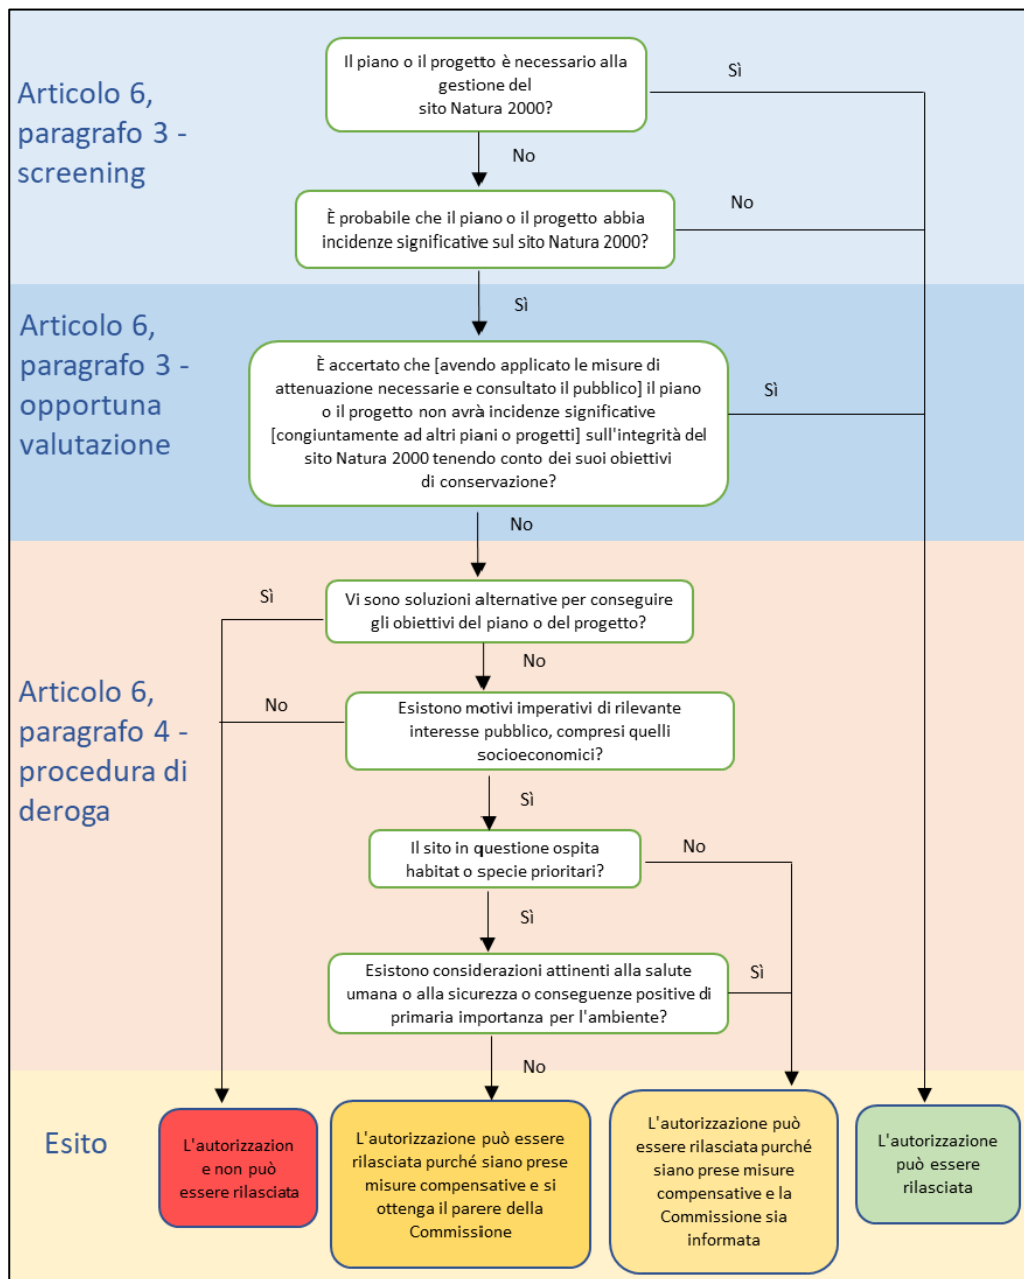 Articolo 6,
paragrafo 3 -
screening
Il piano o il progetto è necessario alla
gestione del
sito Natura 2000?
Sì
No
È probabile che il piano o il progetto abbia
incidenze significative sul sito Natura 2000?
No
Sì
Articolo 6,
paragrafo 3 -
opportuna
valutazione
È accertato che [avendo applicato le misure di
attenuazione necessarie e consultato il pubblico] il piano
o il progetto non avrà incidenze significative
[congiuntamente ad altri piani o progetti] sull'integrità del
sito Natura 2000 tenendo conto dei suoi obiettivi
di conservazione?
Sì
No
Articolo 6,
paragrafo 4 -
procedura di
deroga
Vi sono soluzioni alternative per conseguire
gli obiettivi del piano o del progetto?
Sì
No
Esistono motivi imperativi di rilevante
interesse pubblico, compresi quelli
socioeconomici?
No
Sì
Il sito in questione ospita
habitat o specie prioritari?
No
Sì
Esistono considerazioni attinenti alla salute
umana o alla sicurezza o conseguenze positive di
primaria importanza per l'ambiente?
Sì
No
Esito
L'autorizzazion
e non può
essere rilasciata
L'autorizzazione può essere
rilasciata purché siano prese
misure compensative e si
ottenga il parere della
Commissione
L'autorizzazione può
essere rilasciata purché
siano prese misure
compensative e la
Commissione sia
informata
L'autorizzazione
può essere
rilasciata